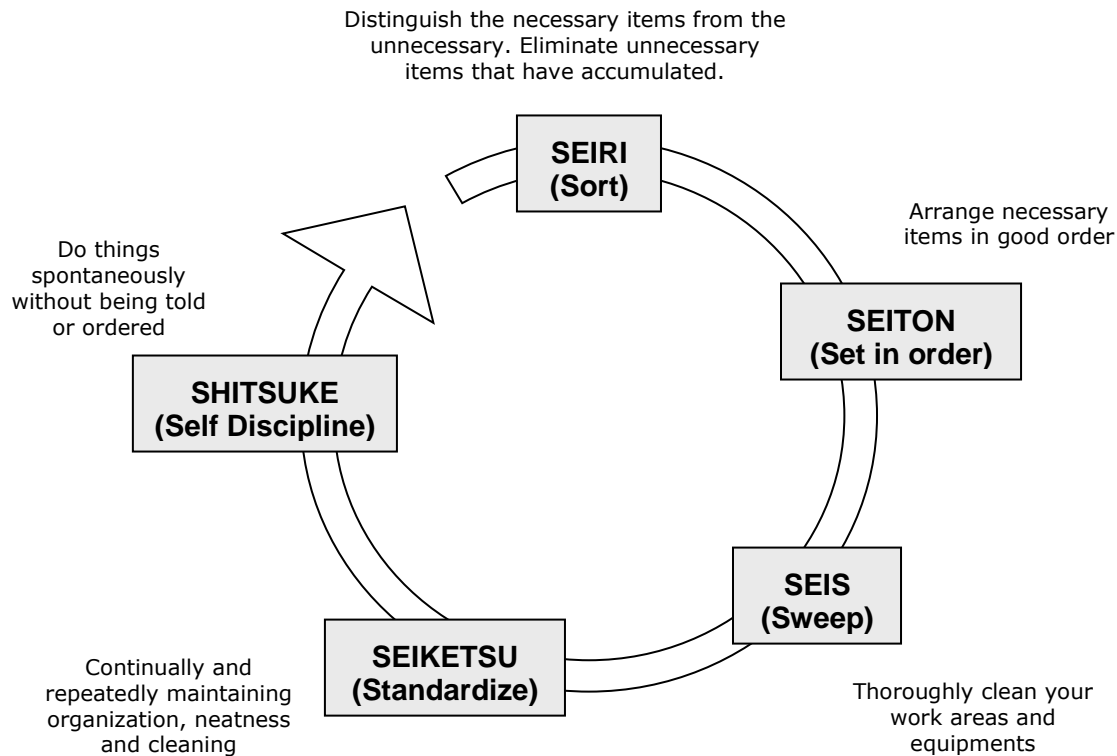 Distinguish the necessary items from the
unnecessary. Eliminate unnecessary
items that have accumulated.
SEIRI
(Sort)
Arrange necessary
items in good order
SEITON
(Set in order)
SEIS
(Sweep)
Thoroughly clean your
work areas and
equipments
SEIKETSU
(Standardize)
Continually and
repeatedly maintaining
organization, neatness
and cleaning
SHITSUKE
(Self Discipline)
Do things
spontaneously
without being told
or ordered